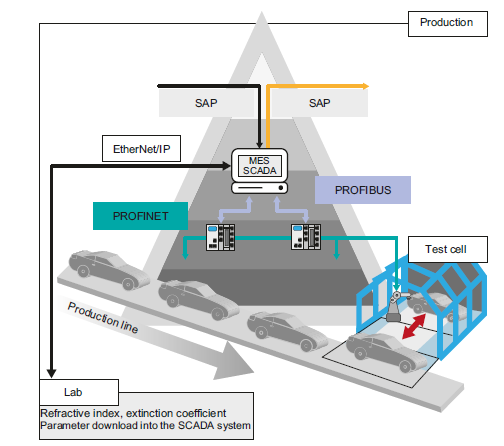 Production
SAP
SAP
EtherNet/IP
MES
SCADA
PROFIBUS
PROFINET
Test cell
Production line
Lab
Refractive index, extinction coefficient
Parameter download into the SCADA system